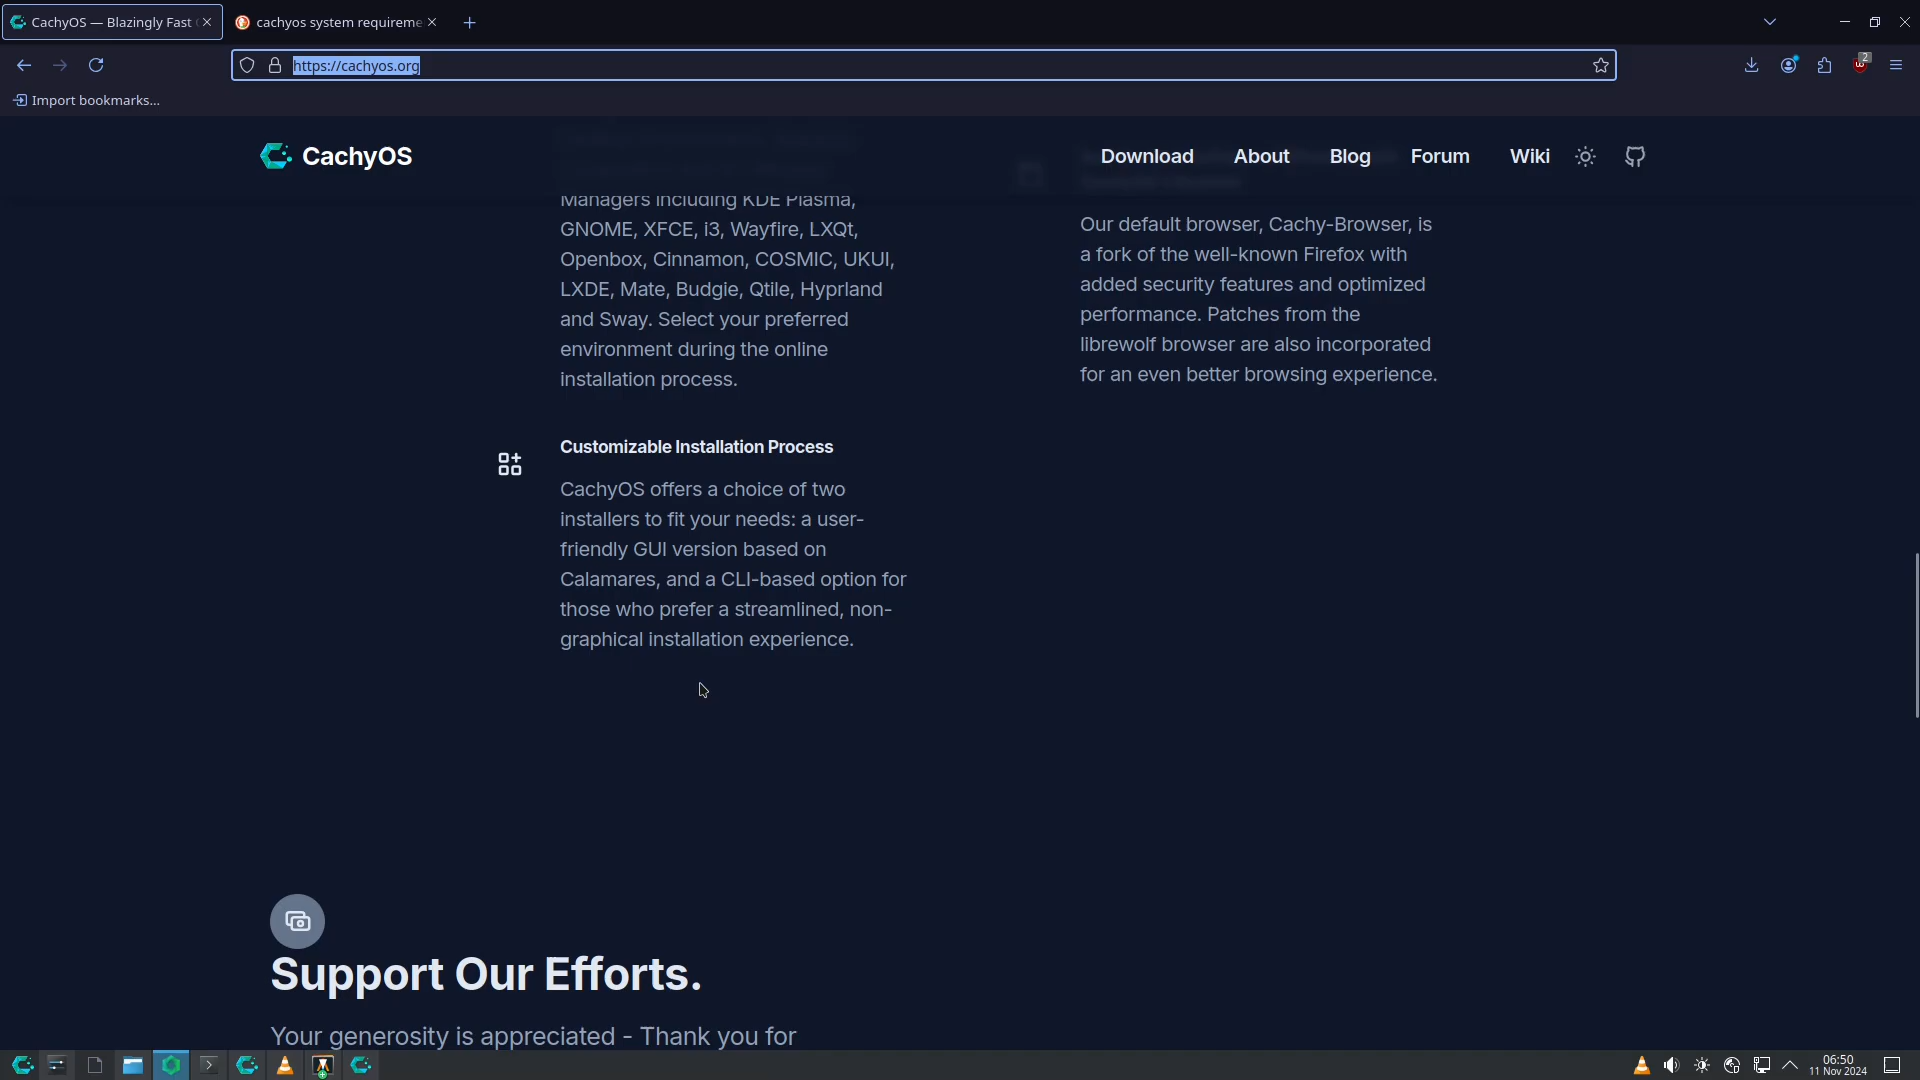 CachyOS — Blazingly Fast
cachyos system requireme
https://cachyos.org
2
Import bookmarks...
CachyOS
Download
About
Blog
Forum
Wiki
Managers including KDE Plasma,
GNOME, XFCE, i3, Wayfire, LXQt,
Openbox, Cinnamon, COSMIC, UKUI,
LXDE, Mate, Budgie, Qtile, Hyprland
and Sway. Select your preferred
environment during the online
installation process.
Our default browser, Cachy-Browser, is
a fork of the well-known Firefox with
added security features and optimized
performance. Patches from the
librewolf browser are also incorporated
for an even better browsing experience.
Customizable Installation Process
CachyOS offers a choice of two
installers to fit your needs: a user-
friendly GUI version based on
Calamares, and a CLI-based option for
those who prefer a streamlined, non-
graphical installation experience.
Support Our Efforts.
Your generosity is appreciated - Thank you for
06:50
11 Nov 2024